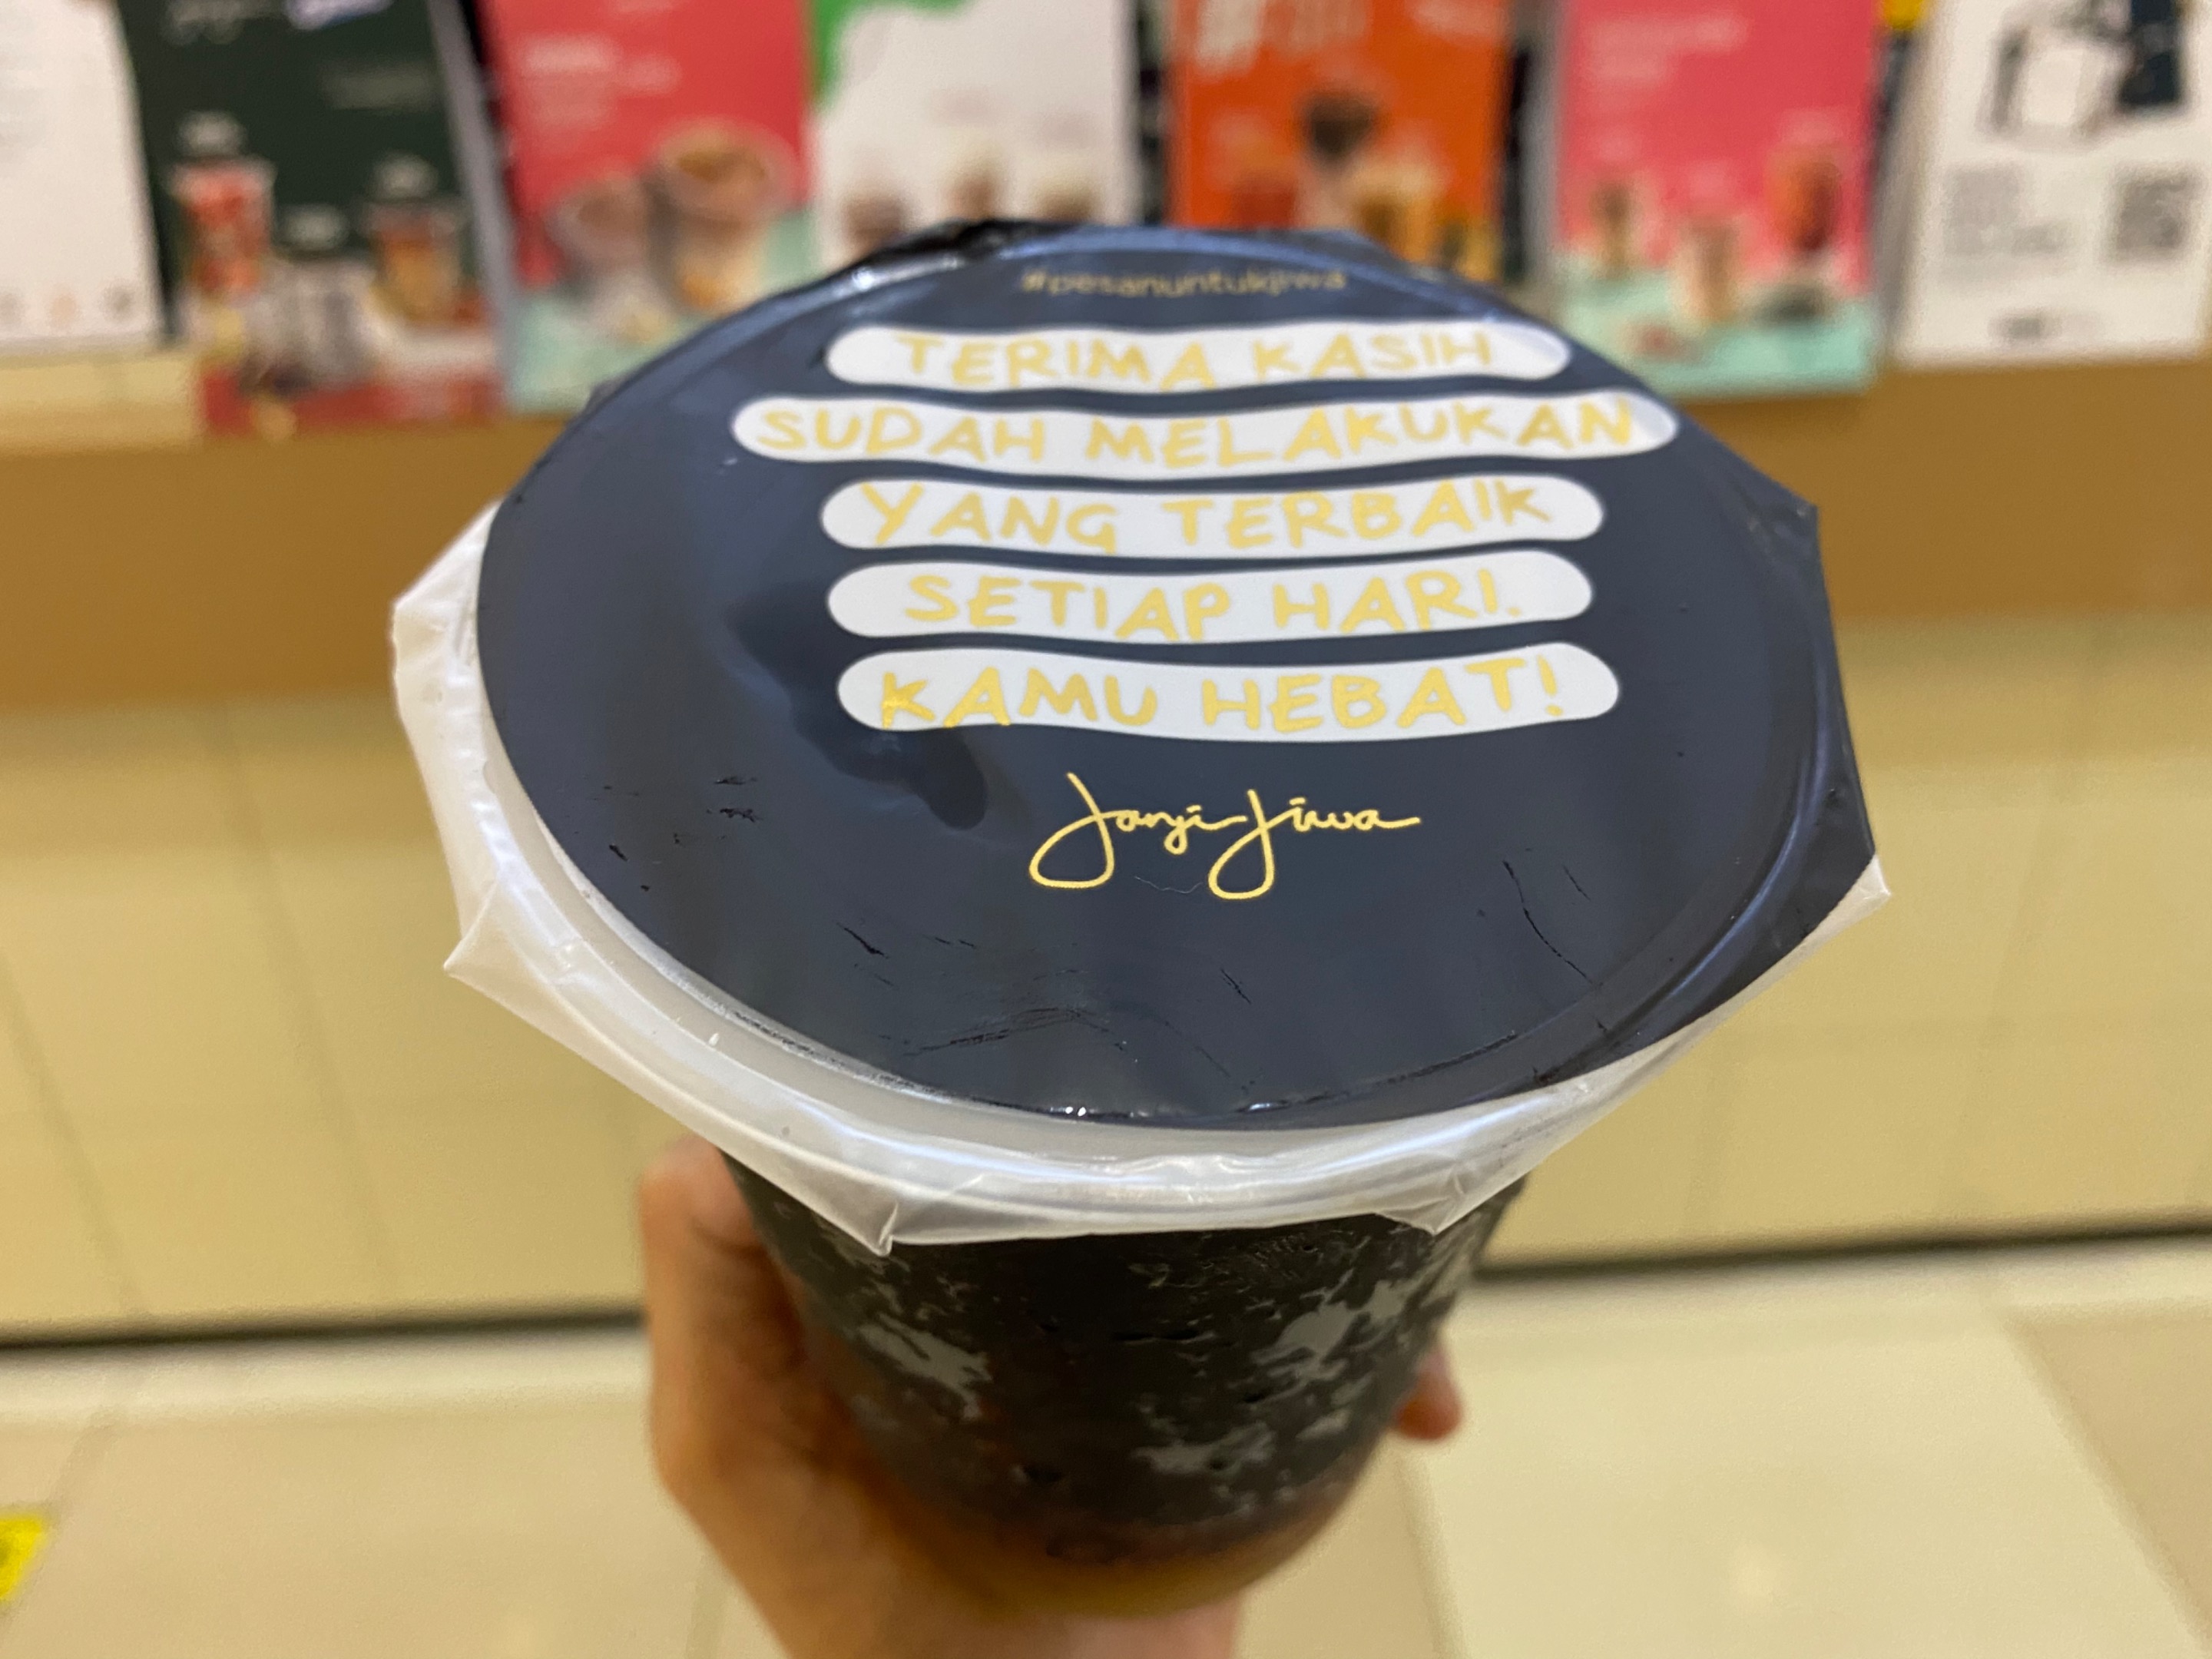 #pesanuntukjiwa
TERIMA KASIH
SUDAH MELAKUKAN
YANG TERBAIK
SETIAP HARI.
KAMU HEBAT!
Janji Jiwa